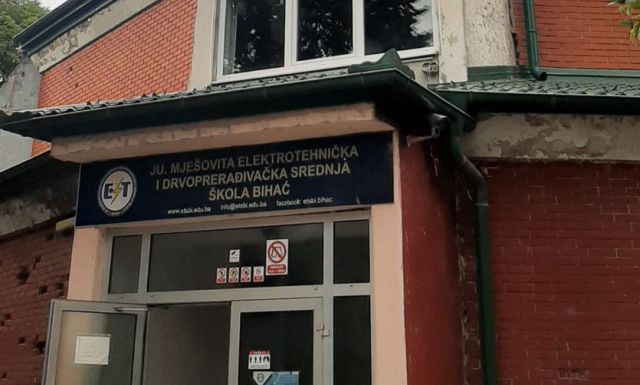 JU. MJEŠOVITA ELEKTROTEHNIČKA
I DRVOPRERAĐIVAČKA SREDNJA
ŠKOLA BIHAĆ
www.etsbi.edu.ba info@etsbi.edu.ba facebook: etsbi.bihac